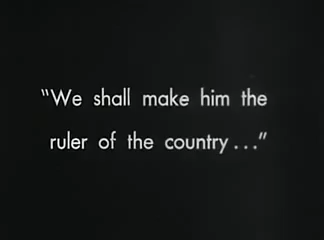 “We shall make him the
ruler of the country...”